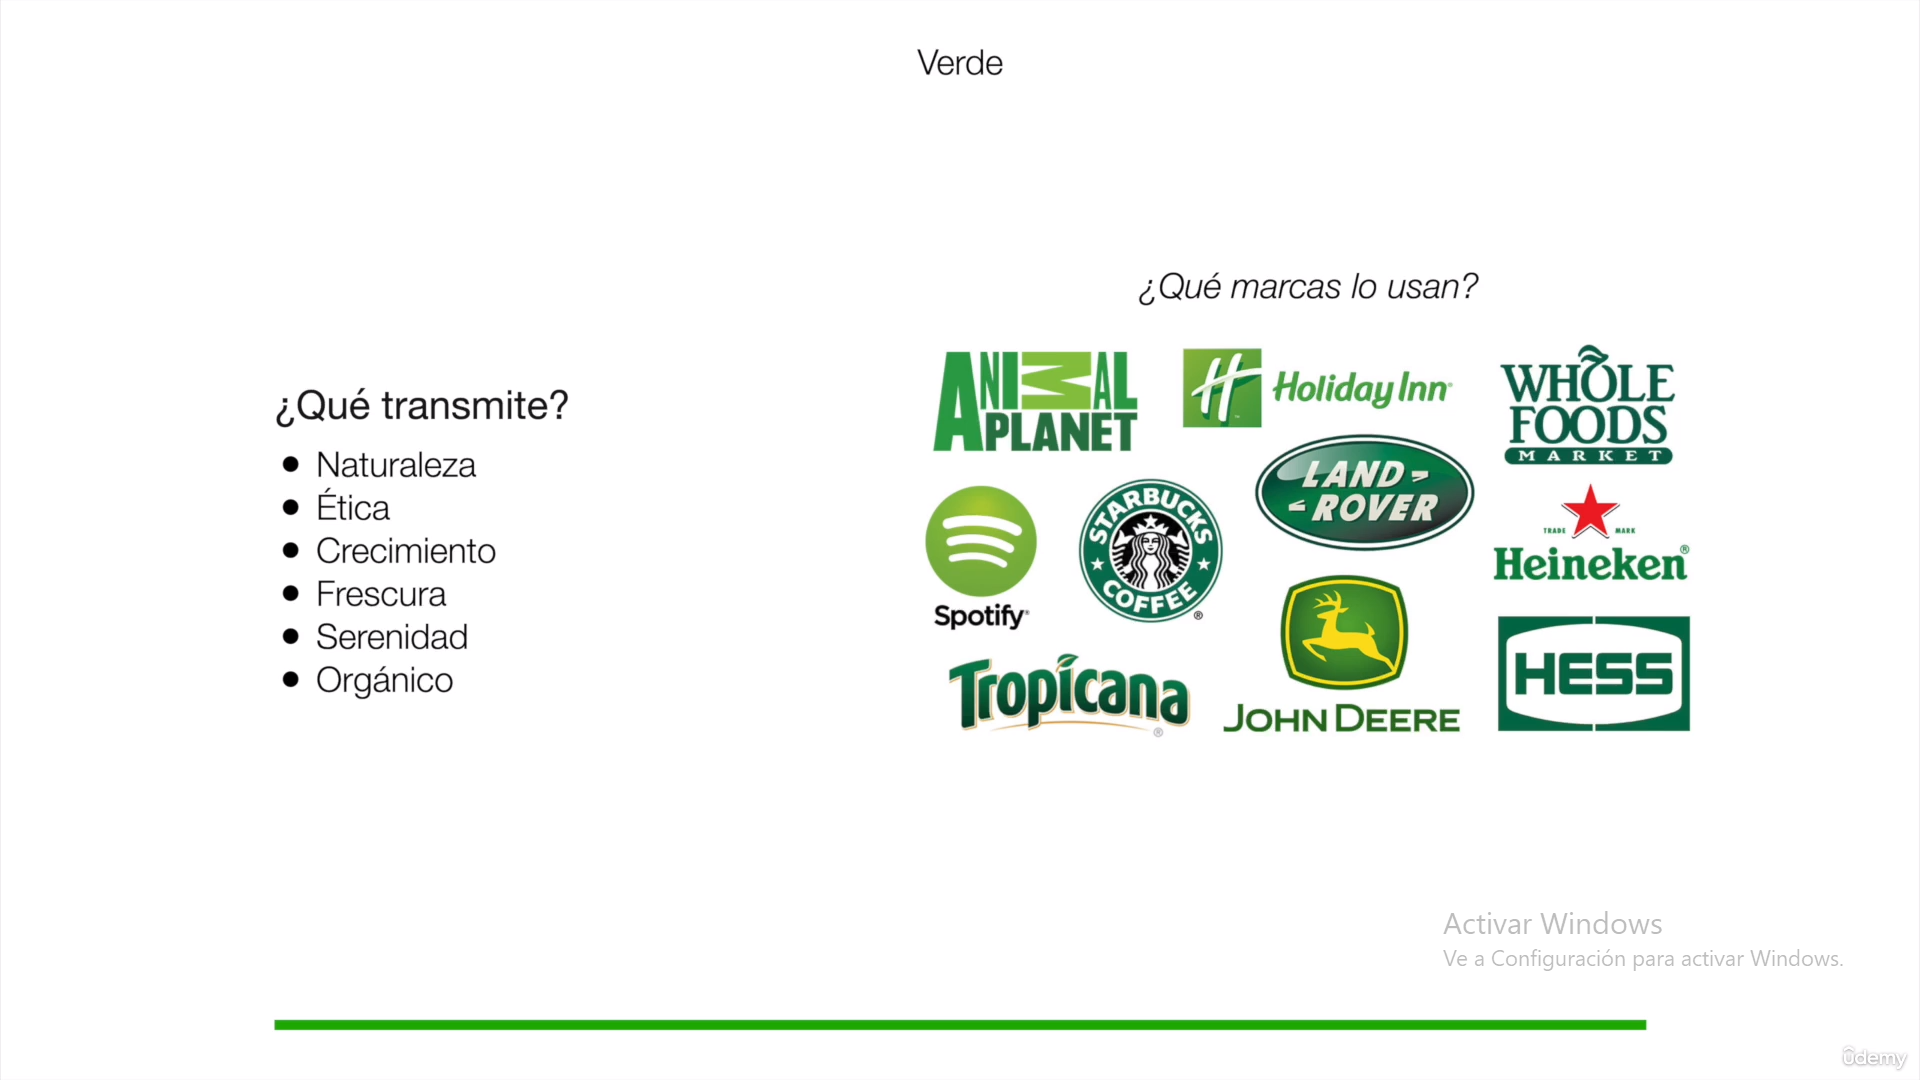 Verde
¿Qué transmite?
Naturaleza
Ética
Crecimiento
Frescura
Serenidad
Orgánico
¿Qué marcas lo usan?
ANIMAL
PLANET
H Holiday Inn®
WHOLE
FOODS
MARKET
LAND
ROVER
Spotify®
STARBUCKS
COFFEE
®
TRADE MARK
Heineken®
Tropicana
®
JOHN DEERE
HESS
Activar Windows
Ve a Configuración para activar Windows.
ûdemy